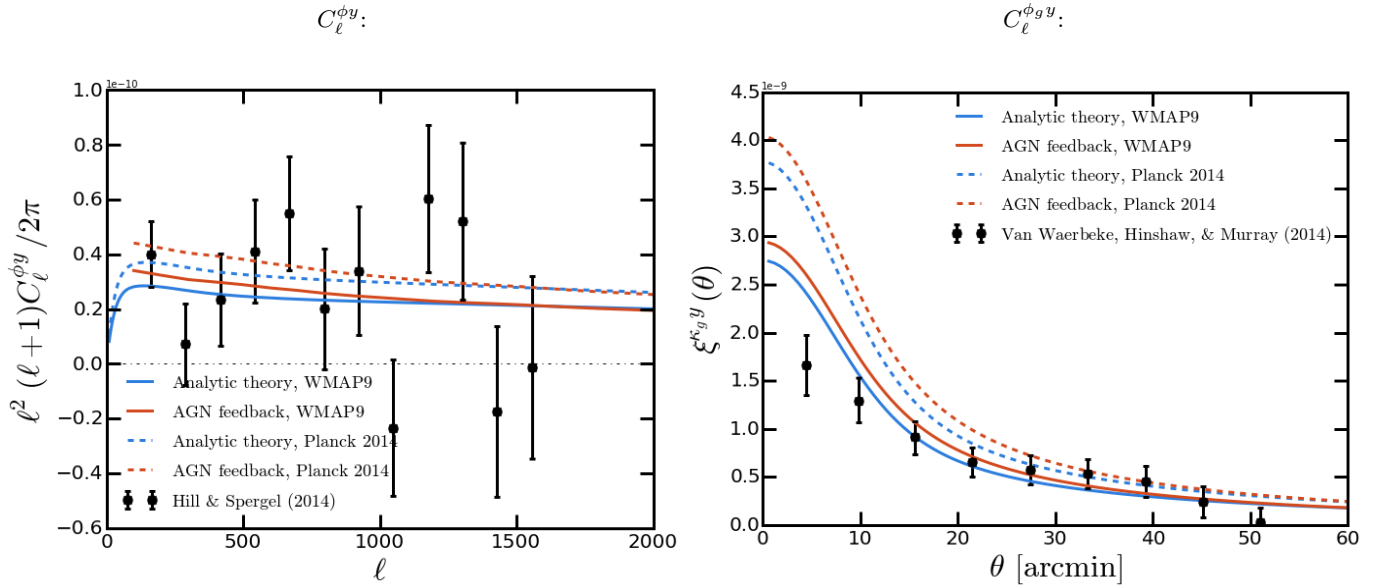 C_ℓ^{ϕy}:
C_ℓ^{ϕ_g y}:
1e−10
1.0
0.8
0.6
0.4
0.2
0.0
−0.2
−0.4
−0.6
ℓ² (ℓ+1)C_ℓ^{ϕy}/2π
Analytic theory, WMAP9
AGN feedback, WMAP9
Analytic theory, Planck 2014
AGN feedback, Planck 2014
Hill & Spergel (2014)
0 500 1000 1500 2000
ℓ
1e−9
4.5
4.0
3.5
3.0
2.5
2.0
1.5
1.0
0.5
0.0
ξ^{κ_g y}(θ)
Analytic theory, WMAP9
AGN feedback, WMAP9
Analytic theory, Planck 2014
AGN feedback, Planck 2014
Van Waerbeke, Hinshaw, & Murray (2014)
0 10 20 30 40 50 60
θ [arcmin]